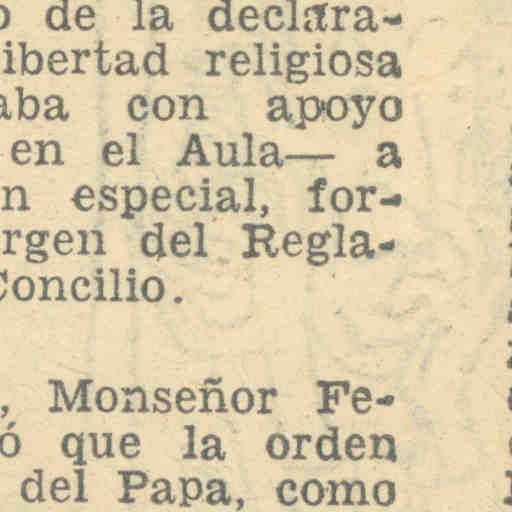 o de la declara-
ibertad religiosa
aba con apoyo
en el Aula— a
n especial, for-
rgen del Regla-
Concilio.
, Monseñor Fe-
ó que la orden
del Papa, como